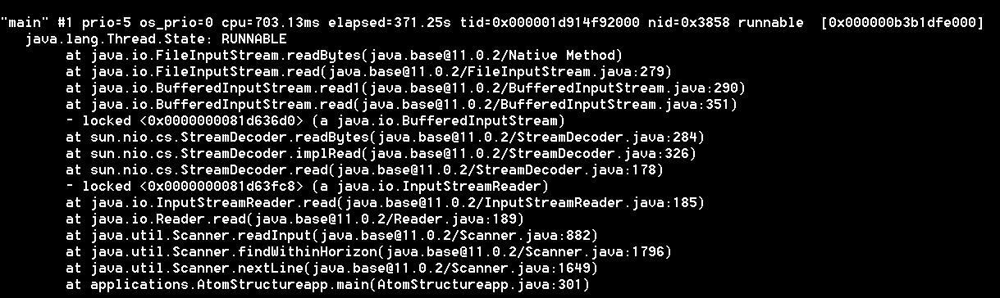 "main" #1 prio=5 os_prio=0 cpu=703.13ms elapsed=371.25s tid=0x000001d914f92000 nid=0x3858 runnable  [0x000000b3b1dfe000]
   java.lang.Thread.State: RUNNABLE
        at java.io.FileInputStream.readBytes(java.base@11.0.2/Native Method)
        at java.io.FileInputStream.read(java.base@11.0.2/FileInputStream.java:279)
        at java.io.BufferedInputStream.read1(java.base@11.0.2/BufferedInputStream.java:290)
        at java.io.BufferedInputStream.read(java.base@11.0.2/BufferedInputStream.java:351)
        - locked <0x0000000081d636d0> (a java.io.BufferedInputStream)
        at sun.nio.cs.StreamDecoder.readBytes(java.base@11.0.2/StreamDecoder.java:284)
        at sun.nio.cs.StreamDecoder.implRead(java.base@11.0.2/StreamDecoder.java:326)
        at sun.nio.cs.StreamDecoder.read(java.base@11.0.2/StreamDecoder.java:178)
        - locked <0x0000000081d63fc8> (a java.io.InputStreamReader)
        at java.io.InputStreamReader.read(java.base@11.0.2/InputStreamReader.java:185)
        at java.io.Reader.read(java.base@11.0.2/Reader.java:189)
        at java.util.Scanner.readInput(java.base@11.0.2/Scanner.java:882)
        at java.util.Scanner.findWithinHorizon(java.base@11.0.2/Scanner.java:1796)
        at java.util.Scanner.nextLine(java.base@11.0.2/Scanner.java:1649)
        at applications.AtomStructureapp.main(AtomStructureapp.java:301)